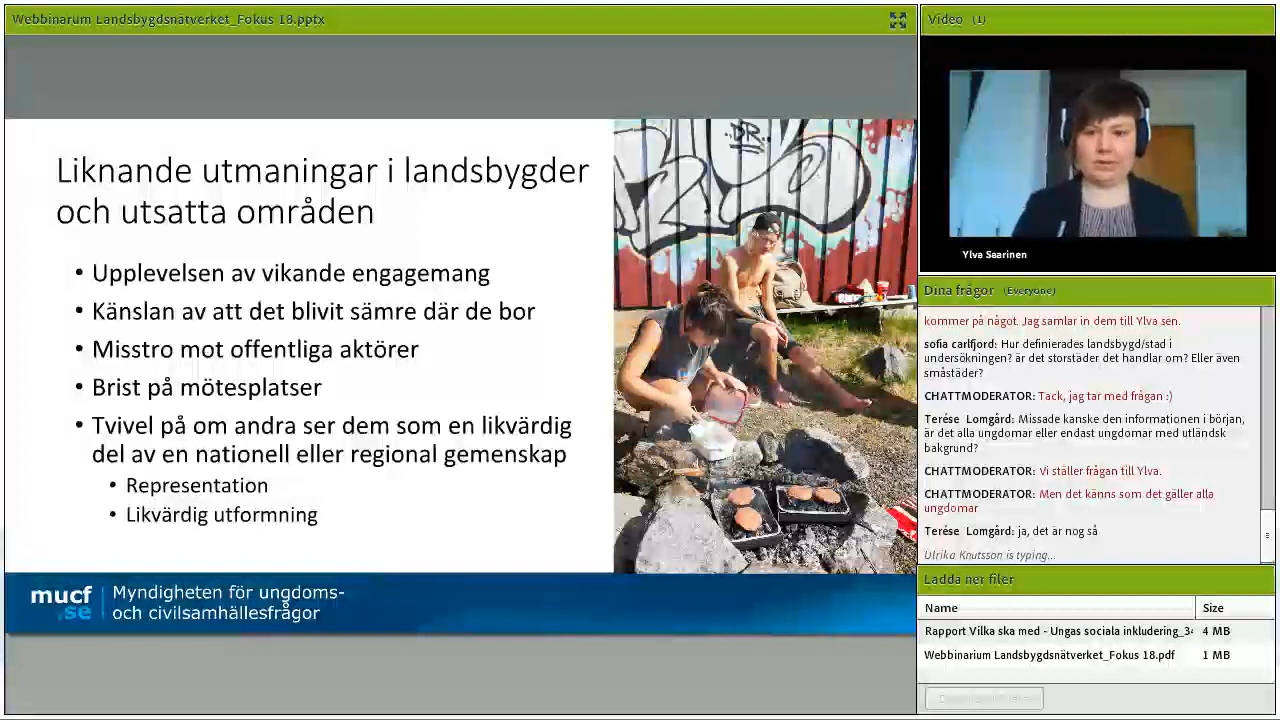 Webbinarum Landsbygdsnätverket_Fokus 18.pptx
Liknande utmaningar i landsbygder
och utsatta områden
• Upplevelsen av vikande engagemang
• Känslan av att det blivit sämre där de bor
• Misstro mot offentliga aktörer
• Brist på mötesplatser
• Tvivel på om andra ser dem som en likvärdig
del av en nationell eller regional gemenskap
• Representation
• Likvärdig utformning
DR
mucf
.se
Myndigheten för ungdoms-
och civilsamhällesfrågor
Video (1)
Ylva Saarinen
Dina frågor (Everyone)
kommer på något. Jag samlar in dem till Ylva sen.
sofia carlfjord: Hur definierades landsbygd/stad i
undersökningen? är det storstäder det handlar om? Eller även
småstäder?
CHATTMODERATOR: Tack, jag tar med frågan :)
Terése Lomgård: Missade kanske den informationen i början,
är det alla ungdomar eller endast ungdomar med utländsk
bakgrund?
CHATTMODERATOR: Vi ställer frågan till Ylva.
CHATTMODERATOR: Men det känns som det gäller alla
ungdomar
Terése Lomgård: ja, det är nog så
Ulrika Knutsson is typing...
Ladda ner filer
Name Size
Rapport Vilka ska med - Ungas sociala inkludering_34 4 MB
Webbinarium Landsbygdsnätverket_Fokus 18.pdf 1 MB